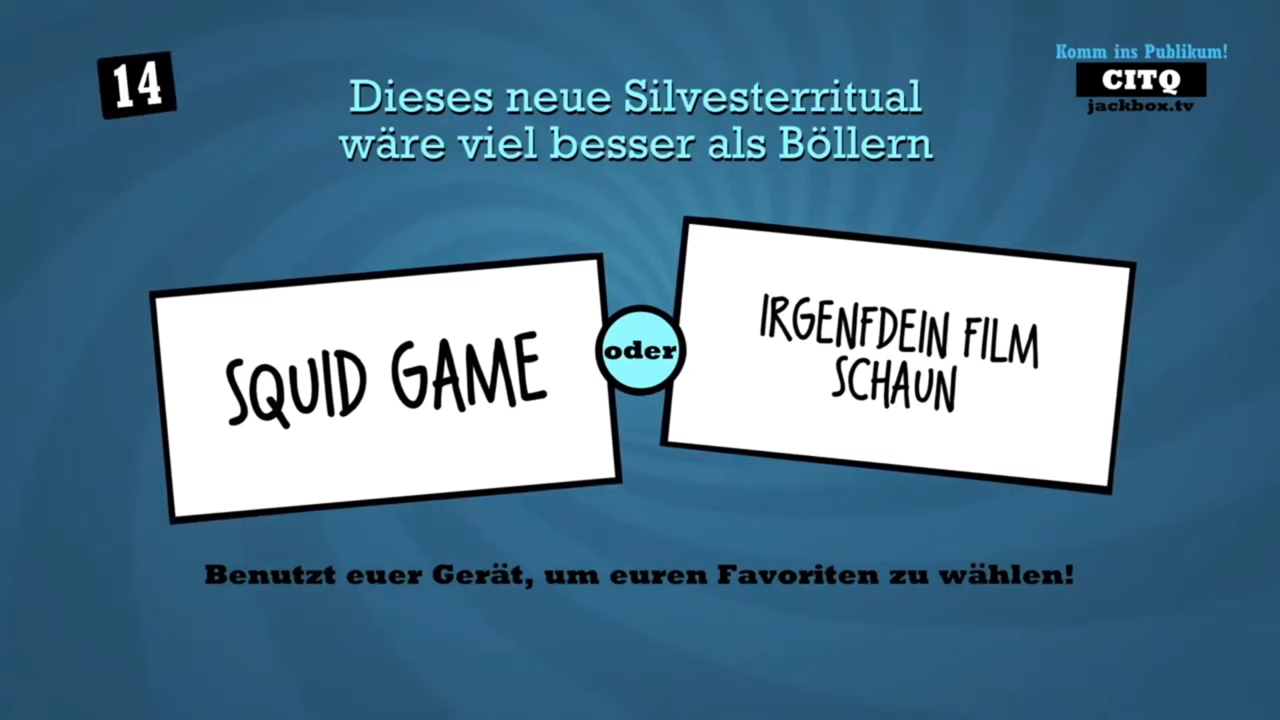 14
Komm ins Publikum!
CITQ
jackbox.tv
Dieses neue Silvesterritual
wäre viel besser als Böllern
SQUID GAME
oder
IRGENFDEIN FILM
SCHAUN
Benutzt euer Gerät, um euren Favoriten zu wählen!